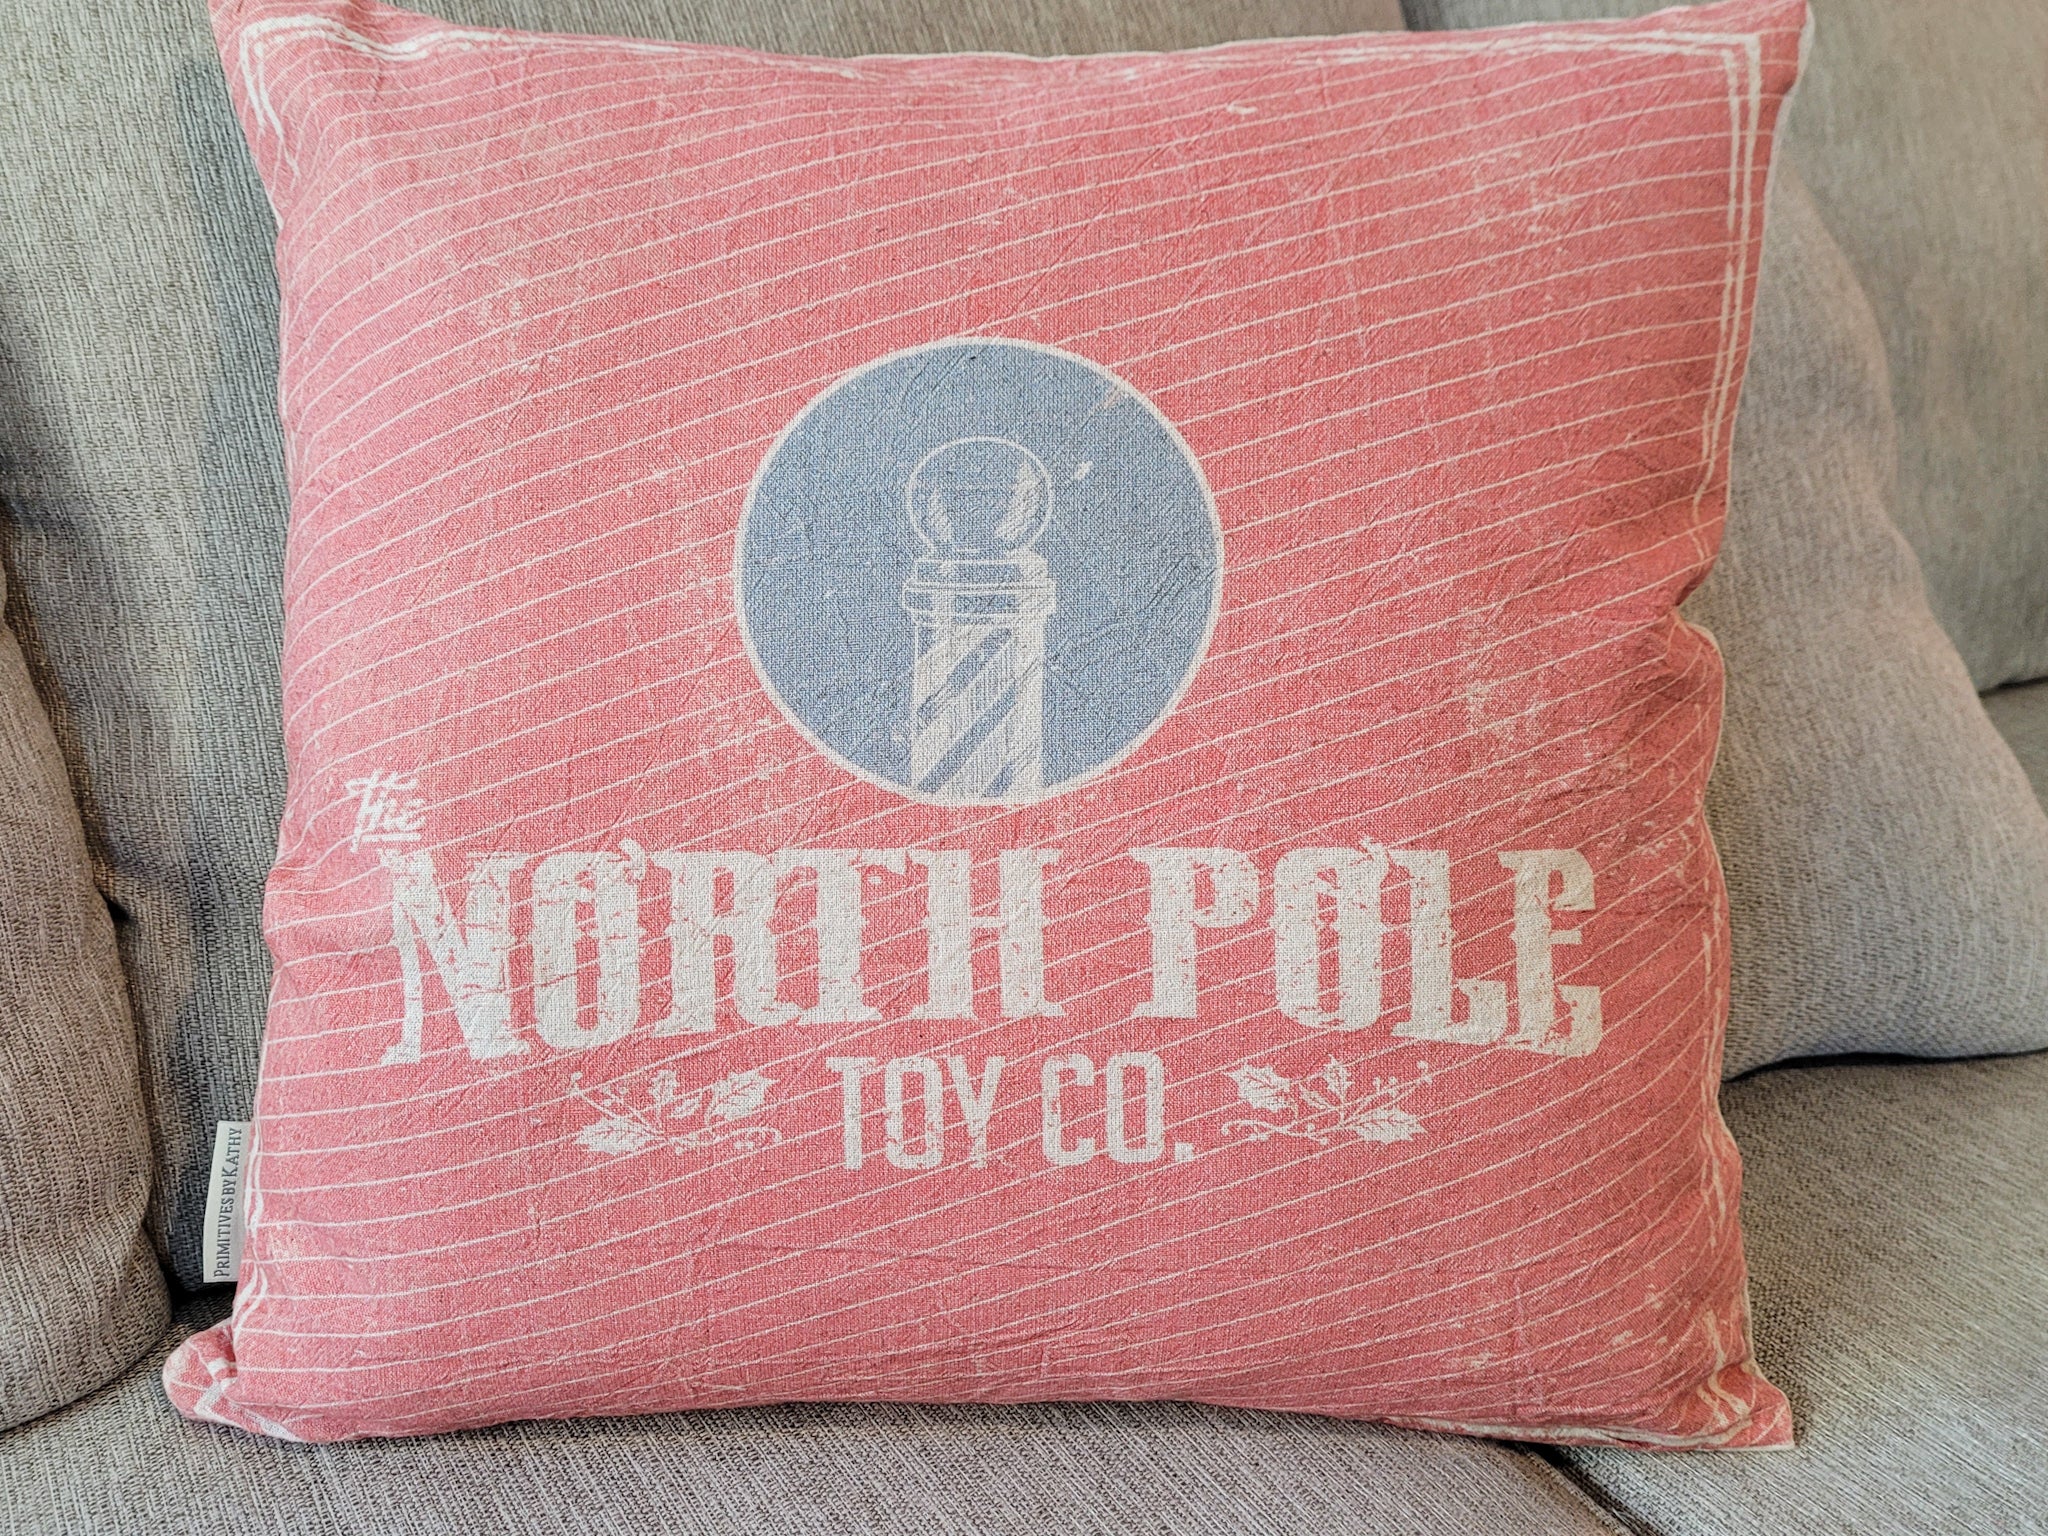 The
NORTH POLE
TOY CO.
PRIMITIVES BY KATHY